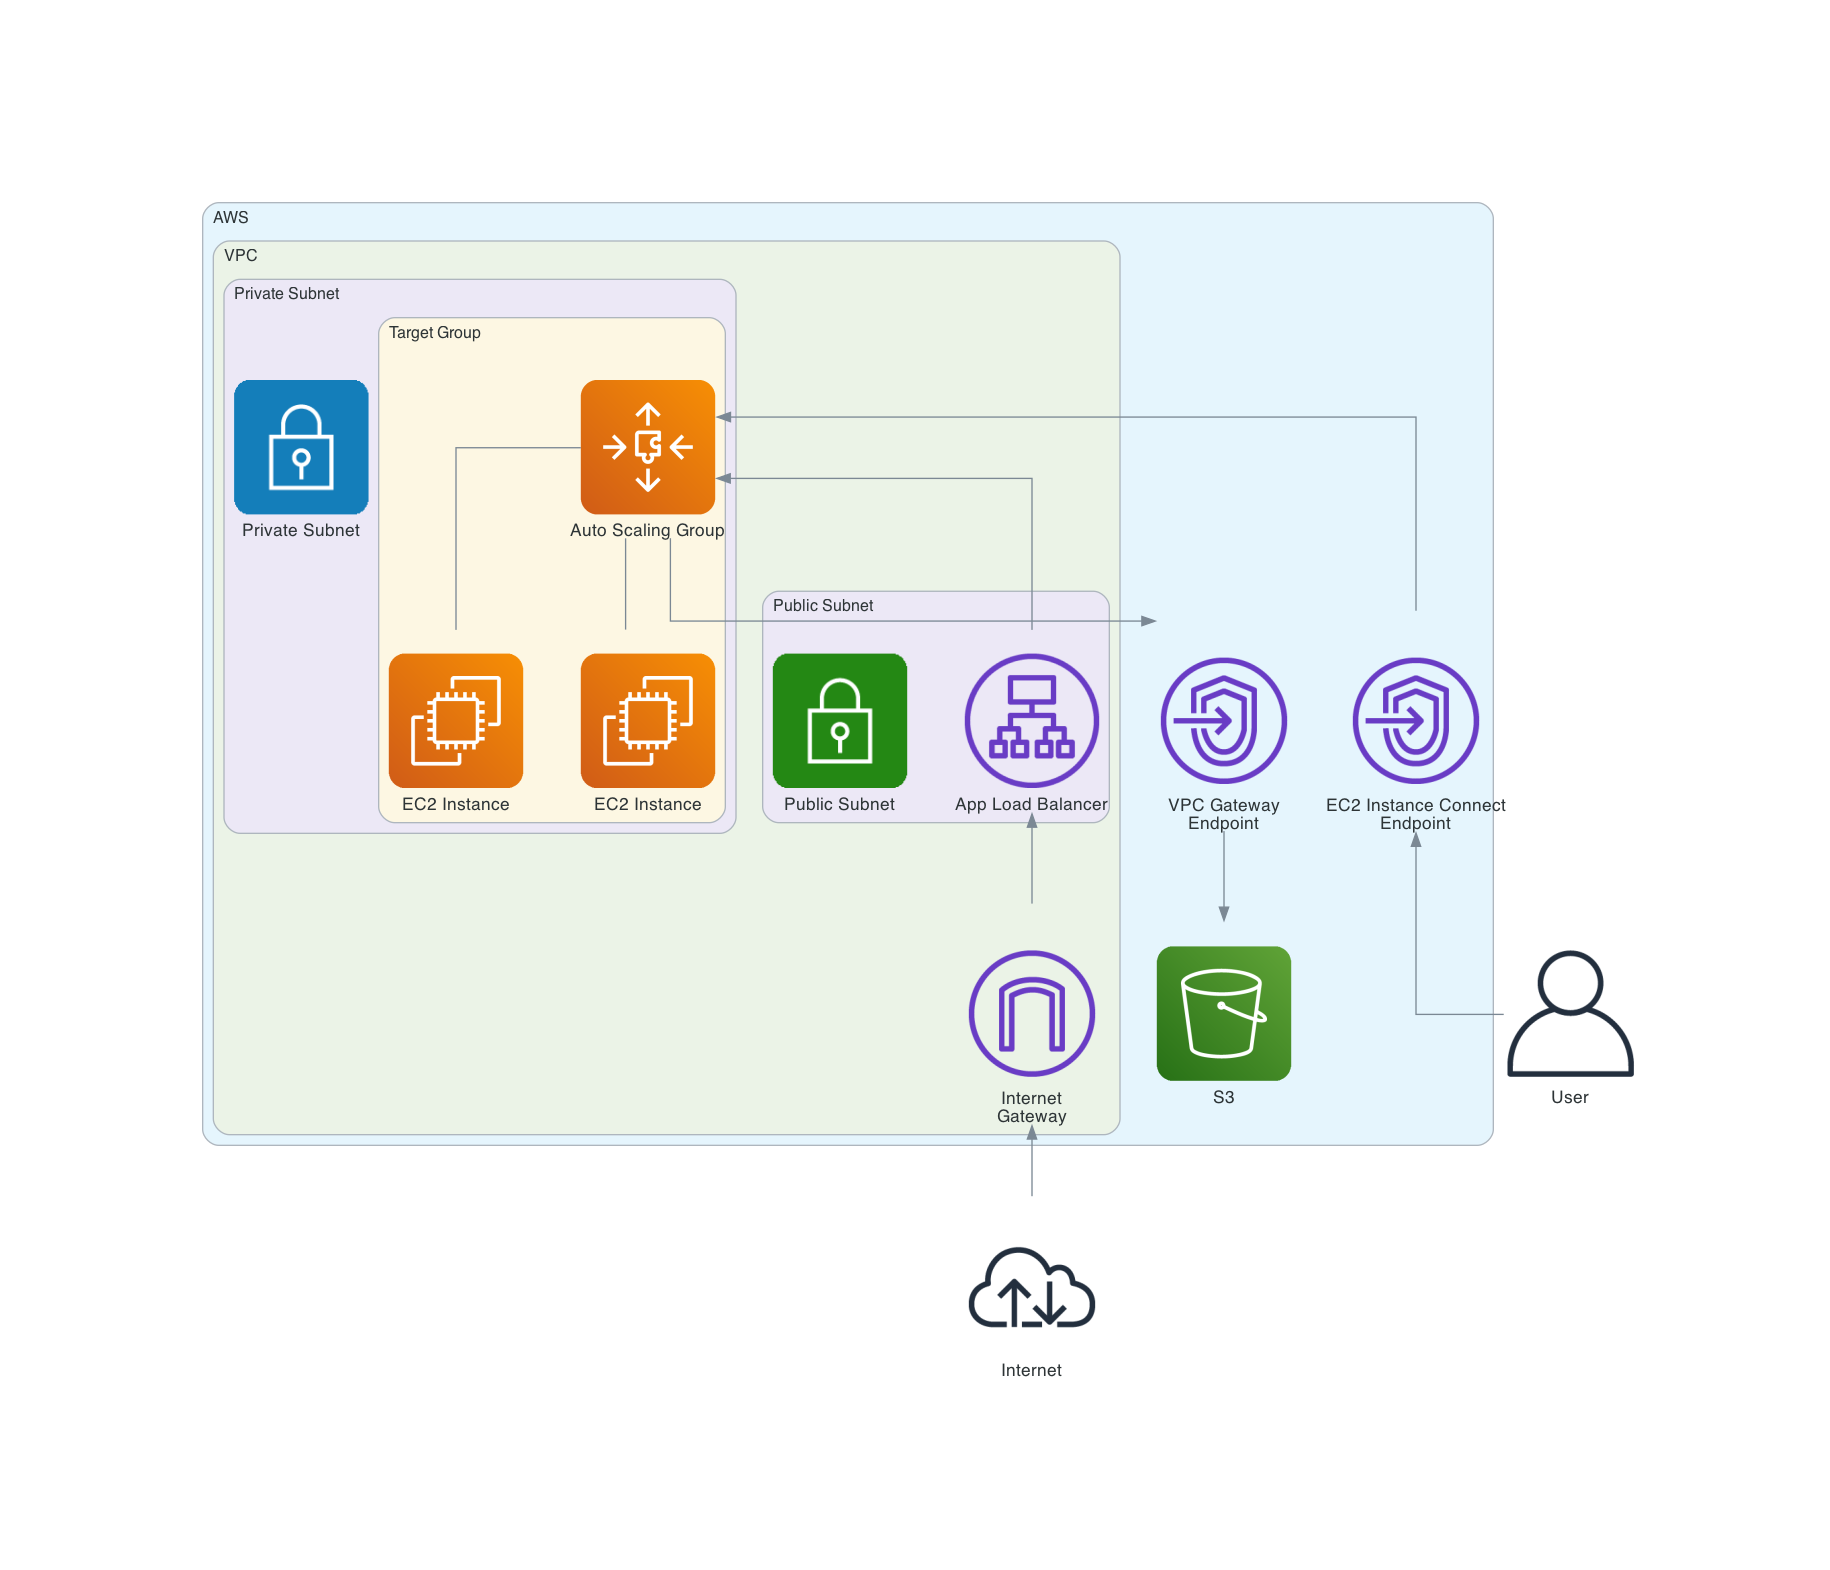 AWS
VPC
Private Subnet
Target Group
Private Subnet
Auto Scaling Group
Public Subnet
EC2 Instance
EC2 Instance
Public Subnet
App Load Balancer
VPC Gateway
Endpoint
EC2 Instance Connect
Endpoint
Internet
Gateway
S3
User
Internet